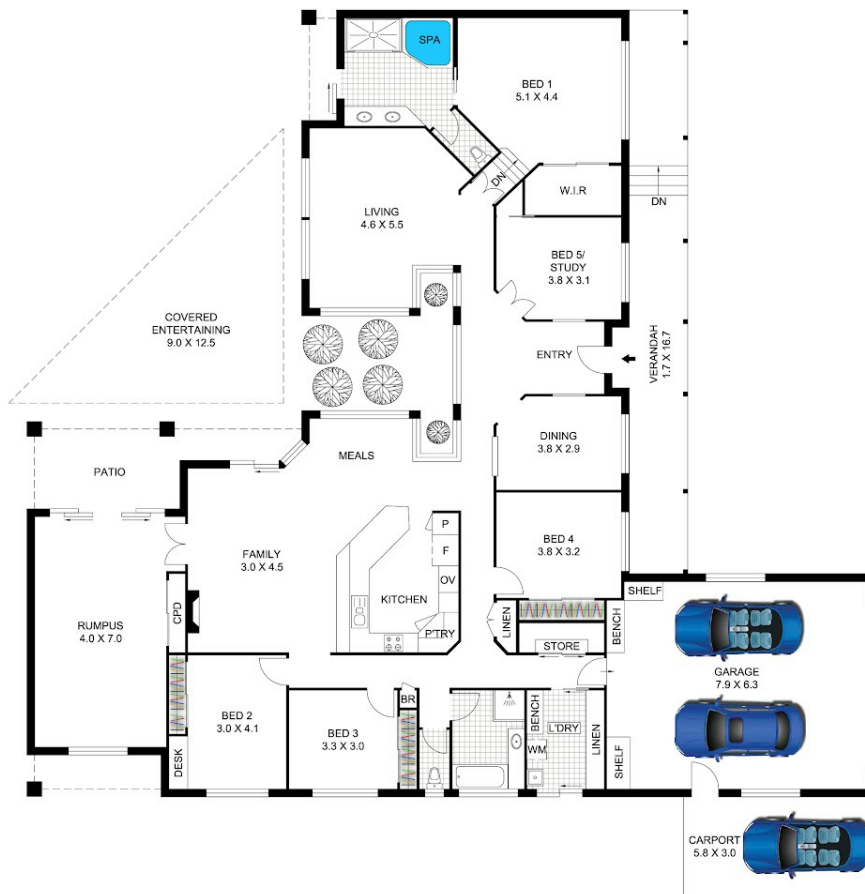 SPA
BED 1
5.1 X 4.4
W.I.R
DN
DN
LIVING
4.6 X 5.5
BED 5/
STUDY
3.8 X 3.1
COVERED
ENTERTAINING
9.0 X 12.5
ENTRY
VERANDAH
1.7 X 16.7
DINING
3.8 X 2.9
MEALS
PATIO
P
F
OV
BED 4
3.8 X 3.2
FAMILY
3.0 X 4.5
KITCHEN
P'TRY
LINEN
STORE
BENCH
SHELF
CPD
RUMPUS
4.0 X 7.0
GARAGE
7.9 X 6.3
BED 2
3.0 X 4.1
DESK
BED 3
3.3 X 3.0
BR
BENCH
L'DRY
WM
LINEN
SHELF
CARPORT
5.8 X 3.0